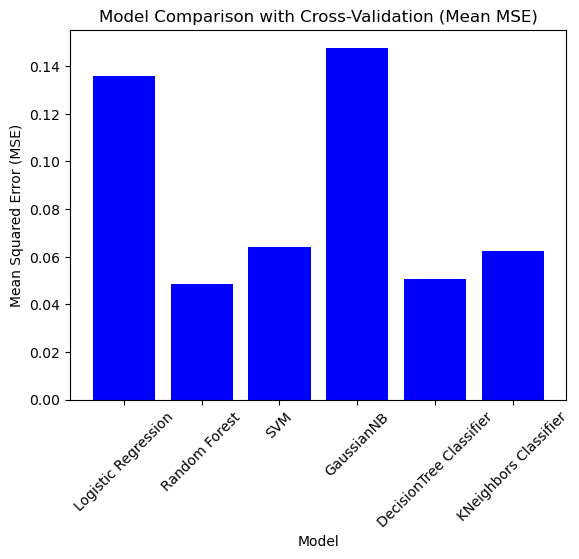 Model Comparison with Cross-Validation (Mean MSE)
Mean Squared Error (MSE)
0.14
0.12
0.10
0.08
0.06
0.04
0.02
0.00
Logistic Regression
Random Forest
SVM
GaussianNB
DecisionTree Classifier
KNeighbors Classifier
Model